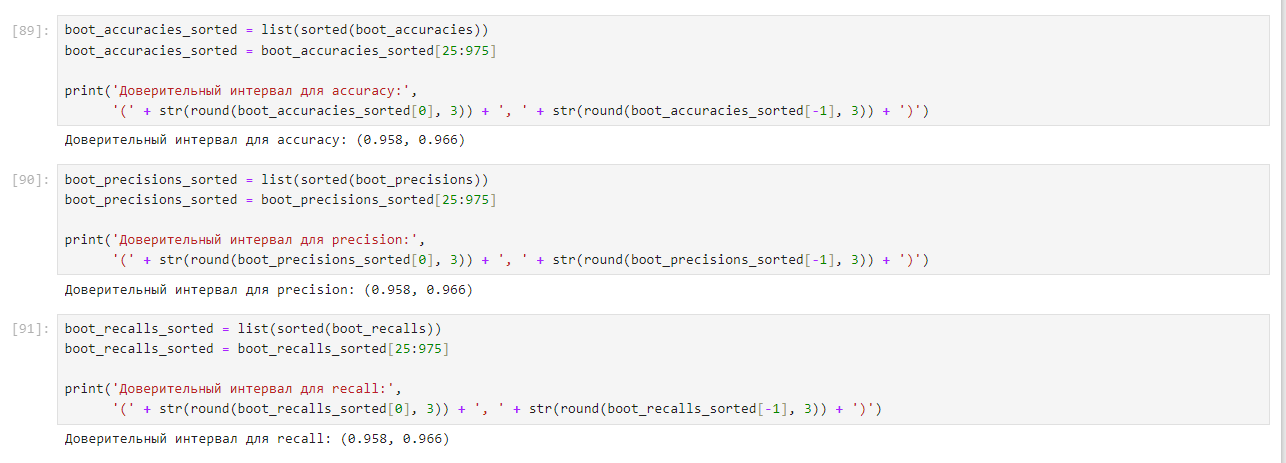 [89]: boot_accuracies_sorted = list(sorted(boot_accuracies))
boot_accuracies_sorted = boot_accuracies_sorted[25:975]
print('Доверительный интервал для accuracy:',
'(' + str(round(boot_accuracies_sorted[0], 3)) + ', ' + str(round(boot_accuracies_sorted[-1], 3)) + ')')
Доверительный интервал для accuracy: (0.958, 0.966)
[90]: boot_precisions_sorted = list(sorted(boot_precisions))
boot_precisions_sorted = boot_precisions_sorted[25:975]
print('Доверительный интервал для precision:',
'(' + str(round(boot_precisions_sorted[0], 3)) + ', ' + str(round(boot_precisions_sorted[-1], 3)) + ')')
Доверительный интервал для precision: (0.958, 0.966)
[91]: boot_recalls_sorted = list(sorted(boot_recalls))
boot_recalls_sorted = boot_recalls_sorted[25:975]
print('Доверительный интервал для recall:',
'(' + str(round(boot_recalls_sorted[0], 3)) + ', ' + str(round(boot_recalls_sorted[-1], 3)) + ')')
Доверительный интервал для recall: (0.958, 0.966)